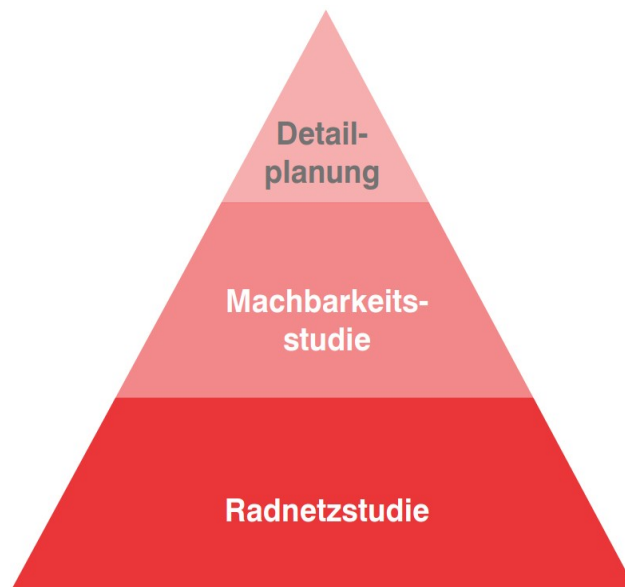 Detail-
planung
Machbarkeits-
studie
Radnetzstudie